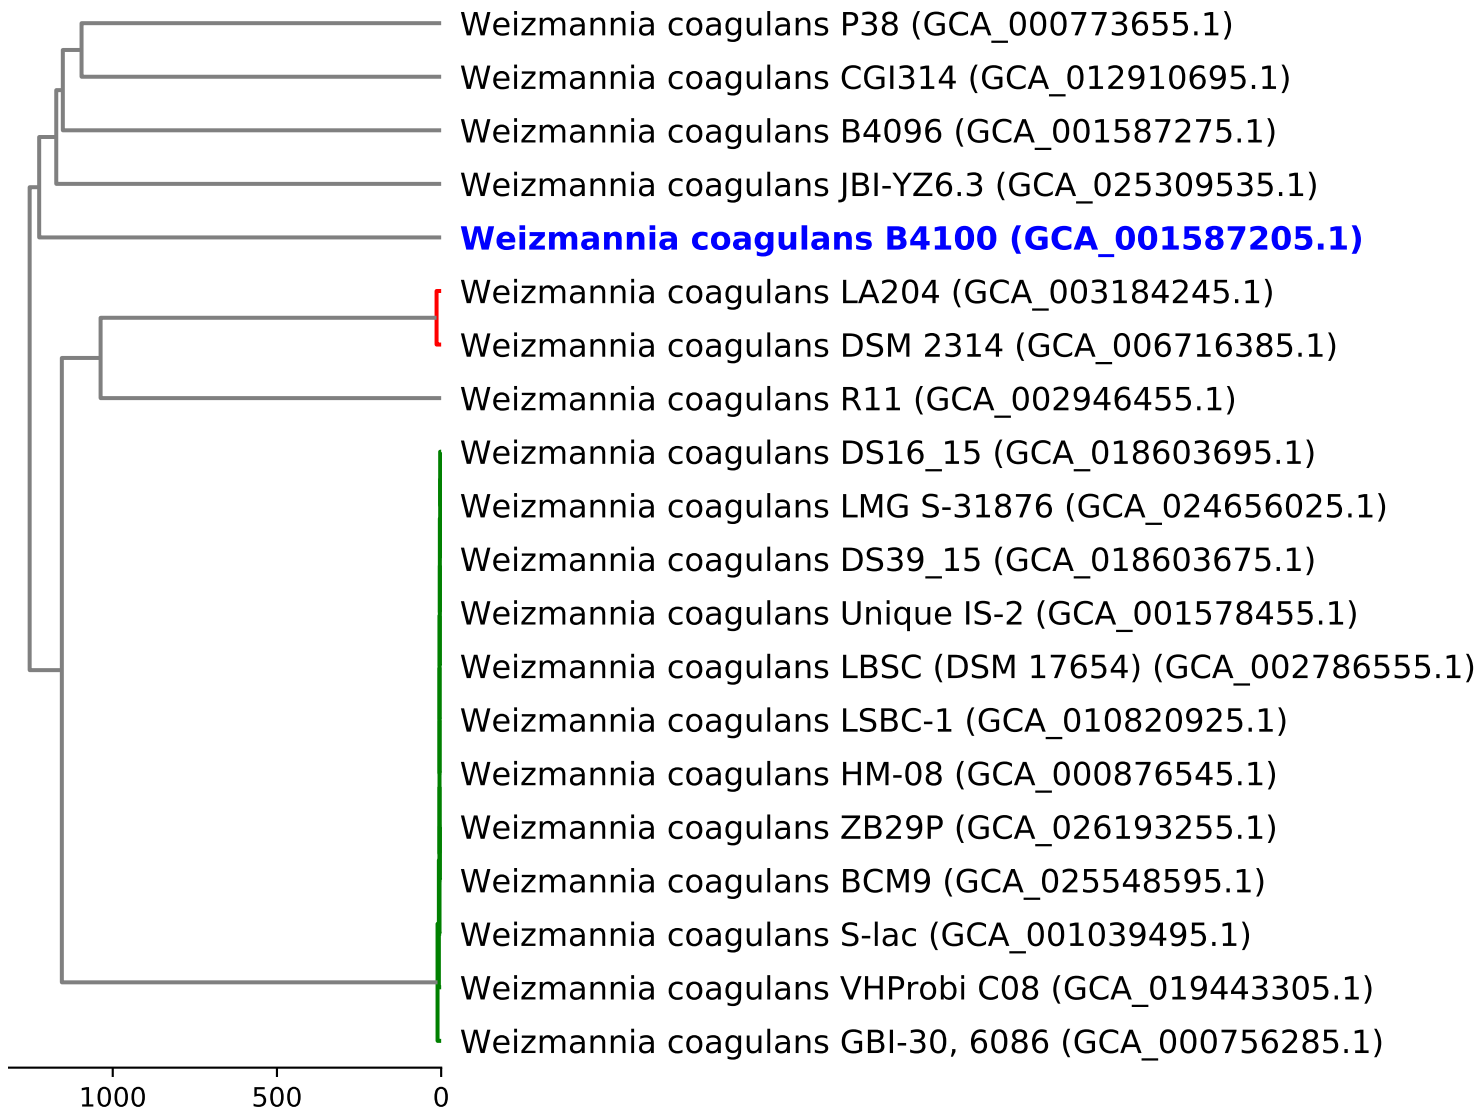 Weizmannia coagulans P38 (GCA_000773655.1)
Weizmannia coagulans CGI314 (GCA_012910695.1)
Weizmannia coagulans B4096 (GCA_001587275.1)
Weizmannia coagulans JBI-YZ6.3 (GCA_025309535.1)
Weizmannia coagulans B4100 (GCA_001587205.1)
Weizmannia coagulans LA204 (GCA_003184245.1)
Weizmannia coagulans DSM 2314 (GCA_006716385.1)
Weizmannia coagulans R11 (GCA_002946455.1)
Weizmannia coagulans DS16_15 (GCA_018603695.1)
Weizmannia coagulans LMG S-31876 (GCA_024656025.1)
Weizmannia coagulans DS39_15 (GCA_018603675.1)
Weizmannia coagulans Unique IS-2 (GCA_001578455.1)
Weizmannia coagulans LBSC (DSM 17654) (GCA_002786555.1)
Weizmannia coagulans LSBC-1 (GCA_010820925.1)
Weizmannia coagulans HM-08 (GCA_000876545.1)
Weizmannia coagulans ZB29P (GCA_026193255.1)
Weizmannia coagulans BCM9 (GCA_025548595.1)
Weizmannia coagulans S-lac (GCA_001039495.1)
Weizmannia coagulans VHProbi C08 (GCA_019443305.1)
Weizmannia coagulans GBI-30, 6086 (GCA_000756285.1)
1000 500 0